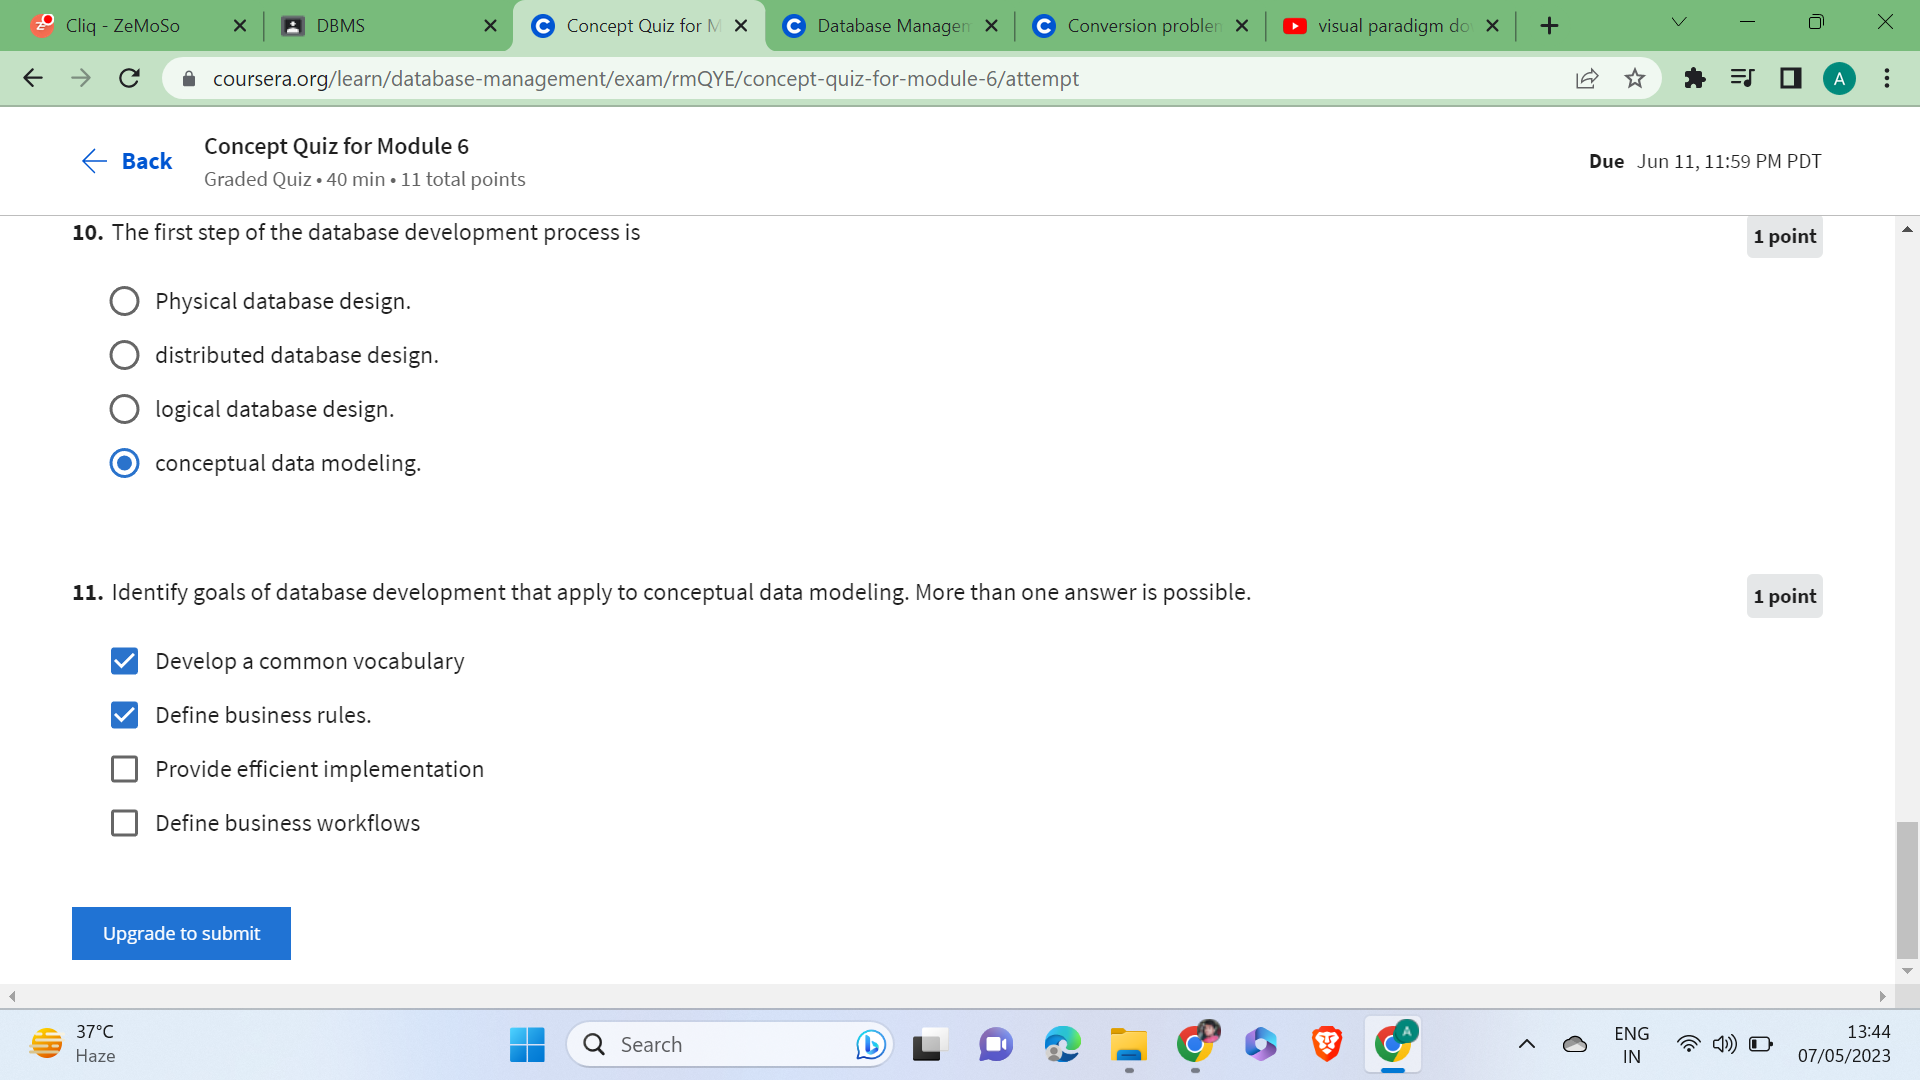 Cliq - ZeMoSo
DBMS
Concept Quiz for M
Database Managem
Conversion problem
visual paradigm do
coursera.org/learn/database-management/exam/rmQYE/concept-quiz-for-module-6/attempt
A
Back
Concept Quiz for Module 6
Graded Quiz • 40 min • 11 total points
Due Jun 11, 11:59 PM PDT
10. The first step of the database development process is
1 point
Physical database design.
distributed database design.
logical database design.
conceptual data modeling.
11. Identify goals of database development that apply to conceptual data modeling. More than one answer is possible.
1 point
Develop a common vocabulary
Define business rules.
Provide efficient implementation
Define business workflows
Upgrade to submit
37°C
Haze
Search
A
ENG
IN
13:44
07/05/2023